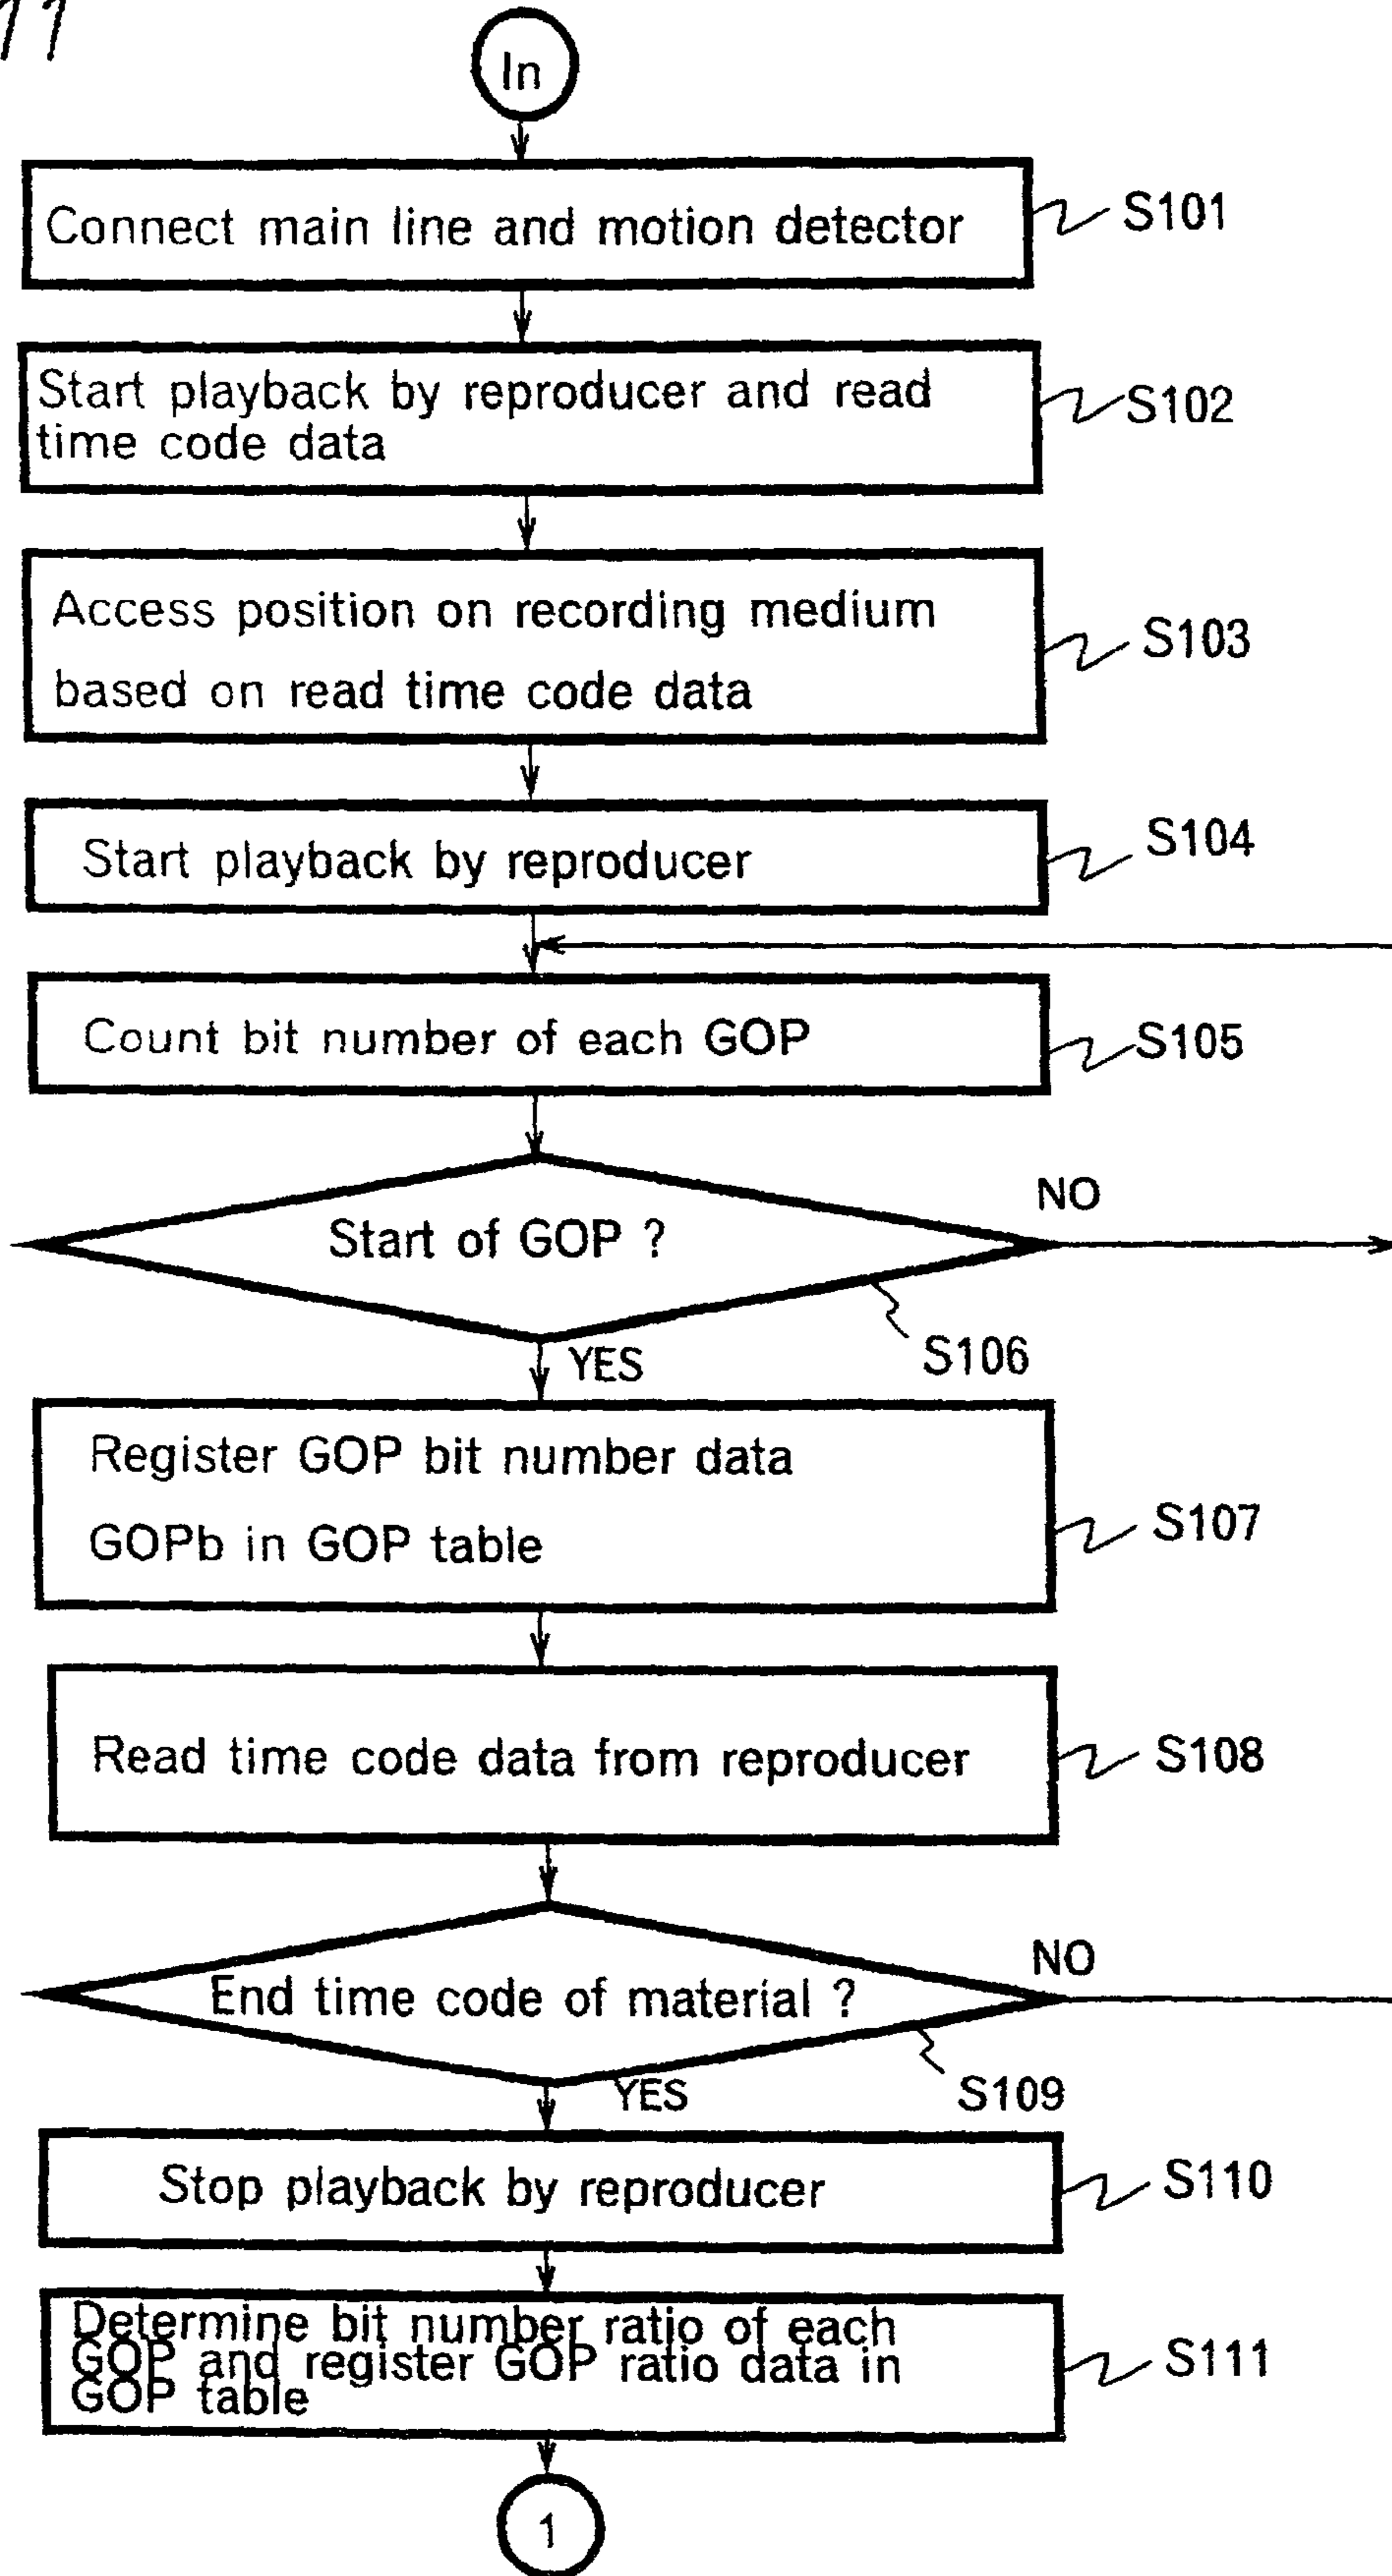 11
In
Connect main line and motion detector
S101
Start playback by reproducer and read
time code data
S102
Access position on recording medium
based on read time code data
S103
Start playback by reproducer
S104
Count bit number of each GOP
S105
NO
Start of GOP ?
S106
YES
Register GOP bit number data
GOPb in GOP table
S107
Read time code data from reproducer
S108
NO
End time code of material ?
S109
YES
Stop playback by reproducer
S110
Determine bit number ratio of each
GOP and register GOP ratio data in
GOP table
S111
1